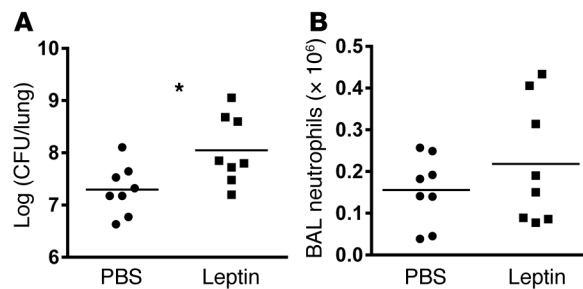 A
Log (CFU/lung)
10
9
8
7
6
*
PBS
Leptin
B
BAL neutrophils (× 10⁶)
0.5
0.4
0.3
0.2
0.1
0.0
PBS
Leptin